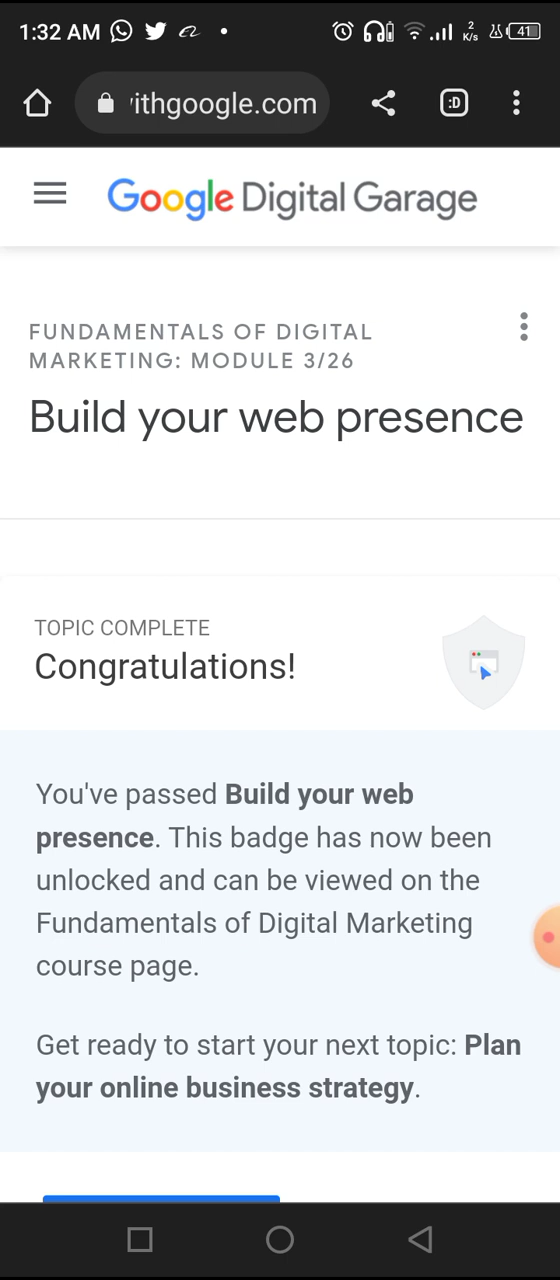 1:32 AM
2
K/s
41
ithgoogle.com
:D
Google Digital Garage
FUNDAMENTALS OF DIGITAL
MARKETING: MODULE 3/26
Build your web presence
TOPIC COMPLETE
Congratulations!
You've passed Build your web
presence. This badge has now been
unlocked and can be viewed on the
Fundamentals of Digital Marketing
course page.
Get ready to start your next topic: Plan
your online business strategy.